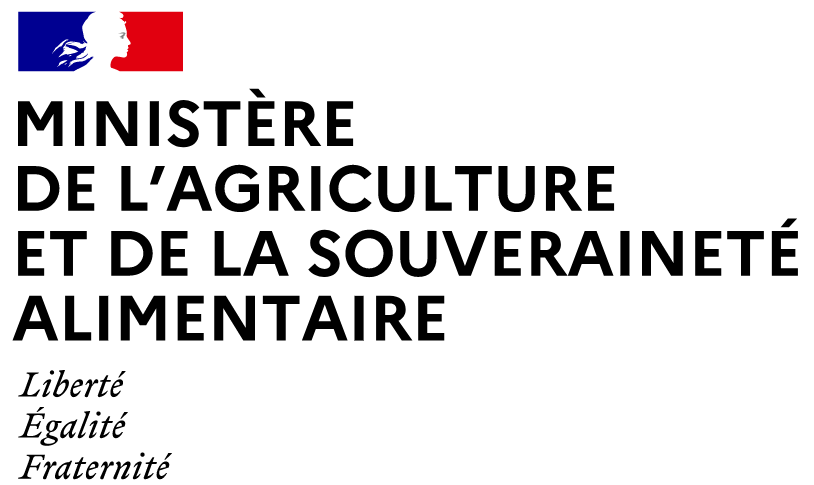 MINISTÈRE
DE L’AGRICULTURE
ET DE LA SOUVERAINETÉ
ALIMENTAIRE
Liberté
Égalité
Fraternité